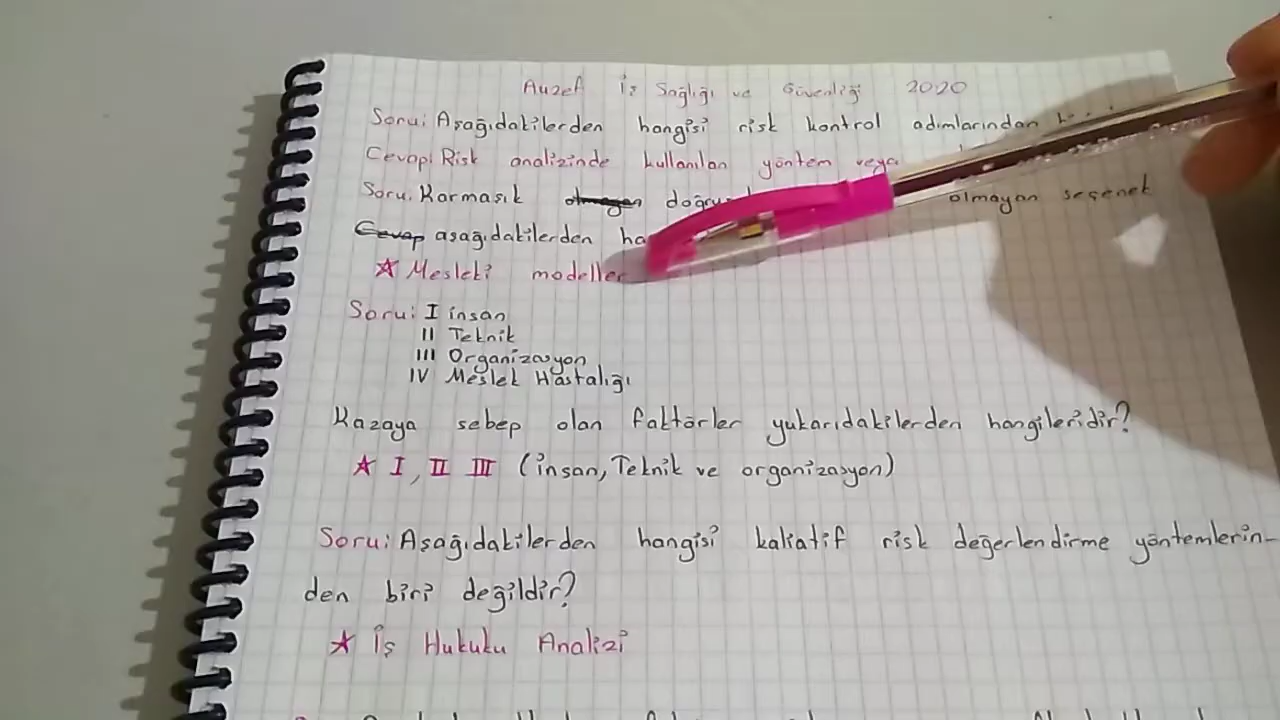 Auzef İş Sağlığı ve Güvenliği 2020
Soru: Aşağıdakilerden hangisi risk kontrol adımlarından
Cevap: Risk analizinde kullanılan yöntem veya
Soru: Karmaşık olmayan seçenek
Cevap aşağıdakilerden
☆ Mesleki modeller
Soru: I insan
II Teknik
III Organizasyon
IV Meslek Hastalığı
Kazaya sebep olan faktörler yukarıdakilerden hangileridir?
★ I, II III (insan, Teknik ve organizasyon)
Soru: Aşağıdakilerden hangisi kaliatif risk değerlendirme yöntemlerin-
den biri değildir?
★ İş Hukuku Analizi